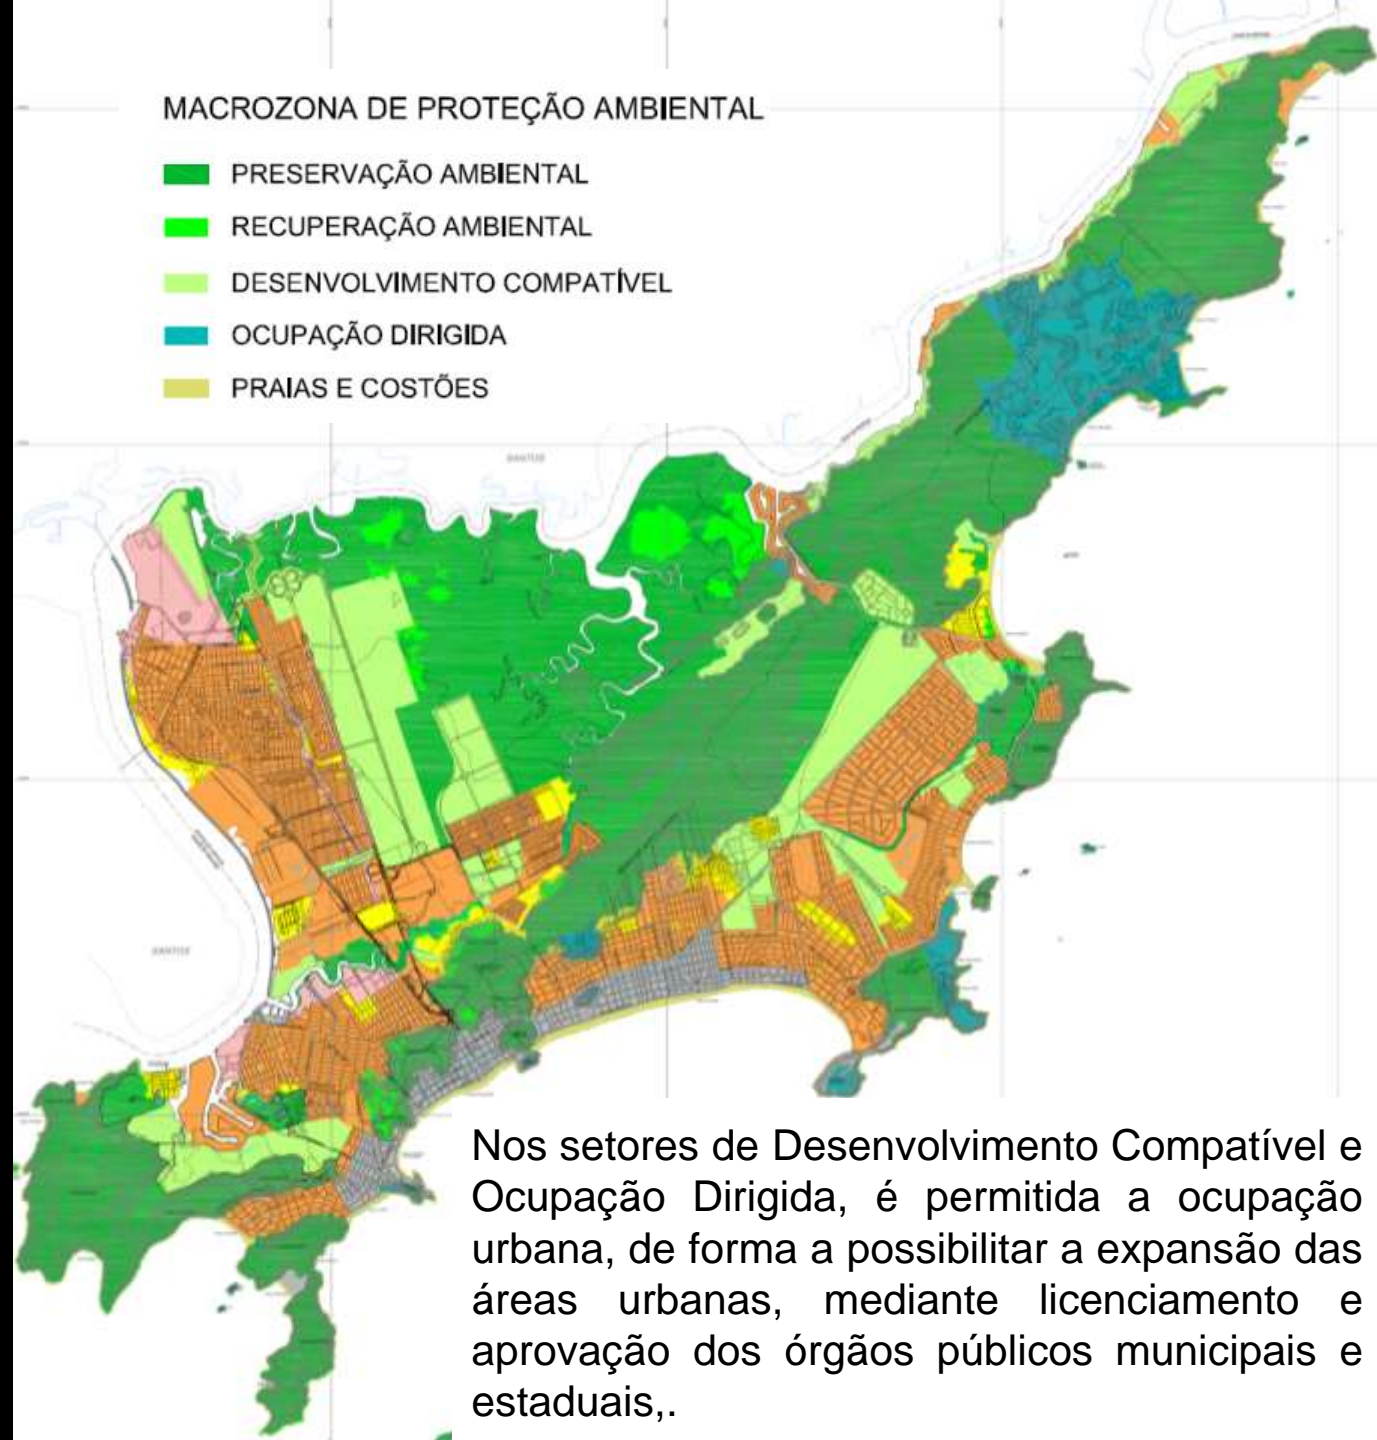 MACROZONA DE PROTEÇÃO AMBIENTAL
PRESERVAÇÃO AMBIENTAL
RECUPERAÇÃO AMBIENTAL
DESENVOLVIMENTO COMPATÍVEL
OCUPAÇÃO DIRIGIDA
PRAIAS E COSTÕES
SANTOS
SANTOS
Nos setores de Desenvolvimento Compatível e
Ocupação Dirigida, é permitida a ocupação
urbana, de forma a possibilitar a expansão das
áreas urbanas, mediante licenciamento e
aprovação dos órgãos públicos municipais e
estaduais,.